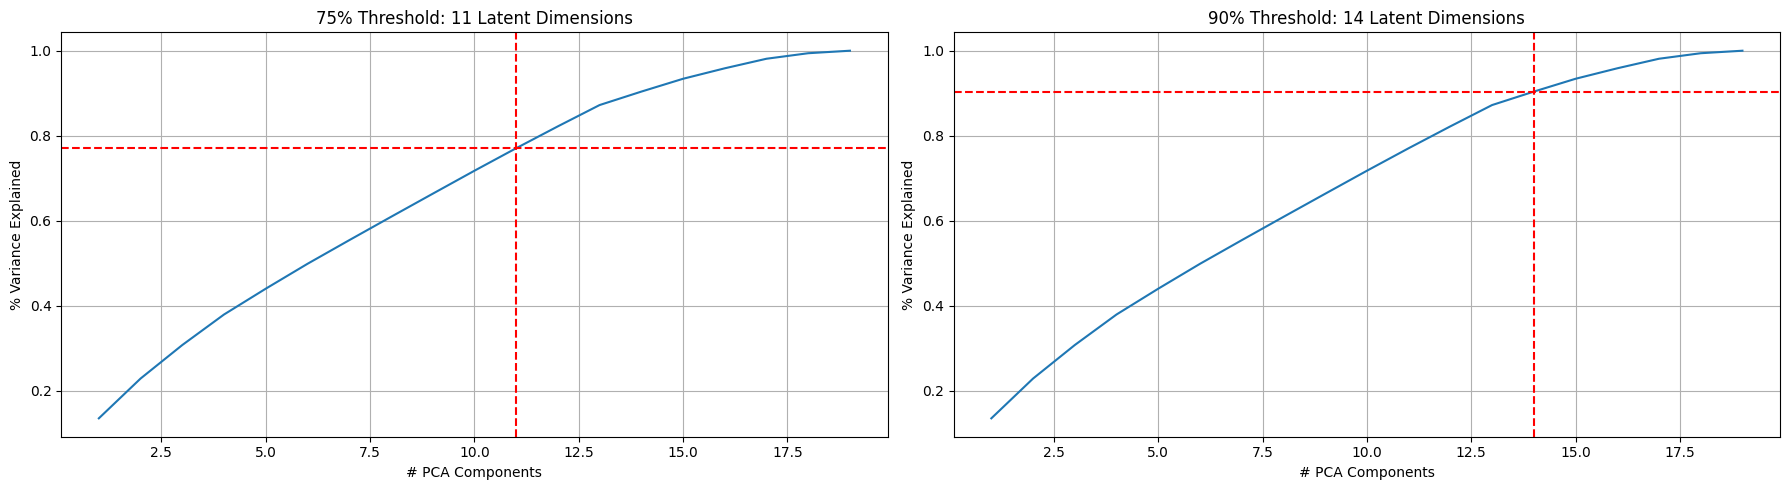 75% Threshold: 11 Latent Dimensions
1.0
0.8
0.6
0.4
0.2
% Variance Explained
2.5 5.0 7.5 10.0 12.5 15.0 17.5
# PCA Components
90% Threshold: 14 Latent Dimensions
1.0
0.8
0.6
0.4
0.2
% Variance Explained
2.5 5.0 7.5 10.0 12.5 15.0 17.5
# PCA Components